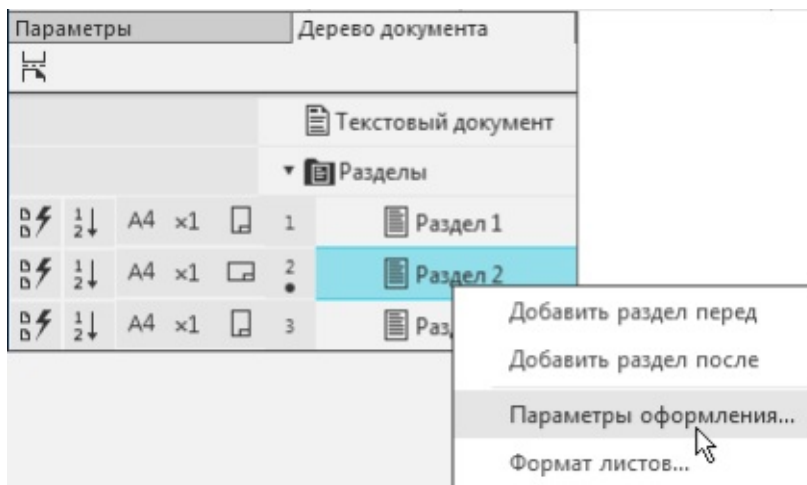 Параметры Дерево документа
Текстовый документ
Разделы
A4 ×1 1 Раздел 1
A4 ×1 2 Раздел 2
A4 ×1 3 Раз
Добавить раздел перед
Добавить раздел после
Параметры оформления...
Формат листов...